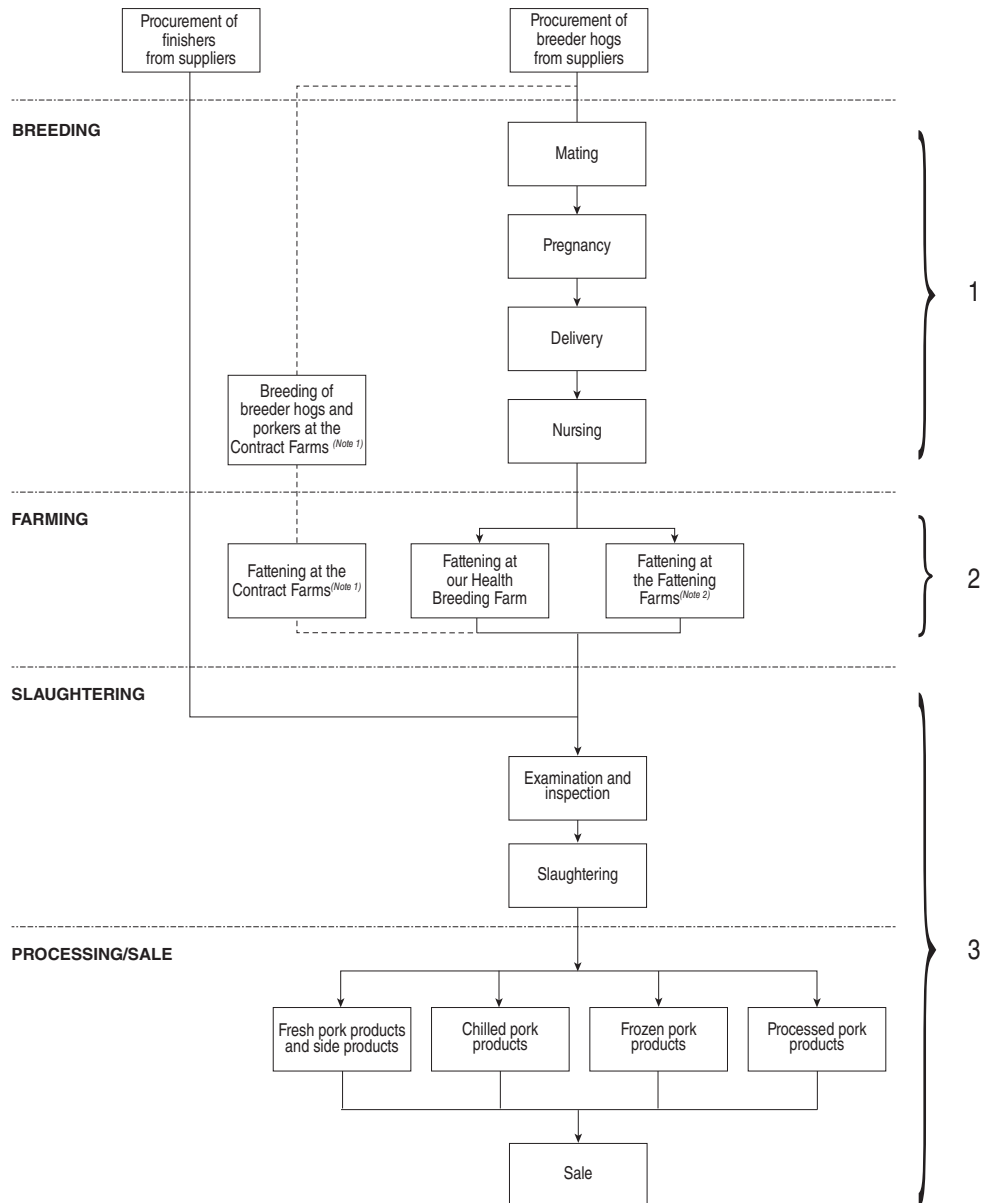 Procurement of
finishers
from suppliers
Procurement of
breeder hogs
from suppliers
BREEDING
Mating
Pregnancy
Delivery
Breeding of
breeder hogs and
porkers at the
Contract Farms (Note 1)
Nursing
1
FARMING
Fattening at the
Contract Farms(Note 1)
Fattening at
our Health
Breeding Farm
Fattening at
the Fattening
Farms(Note 2)
2
SLAUGHTERING
Examination and
inspection
Slaughtering
PROCESSING/SALE
3
Fresh pork products
and side products
Chilled pork
products
Frozen pork
products
Processed pork
products
Sale